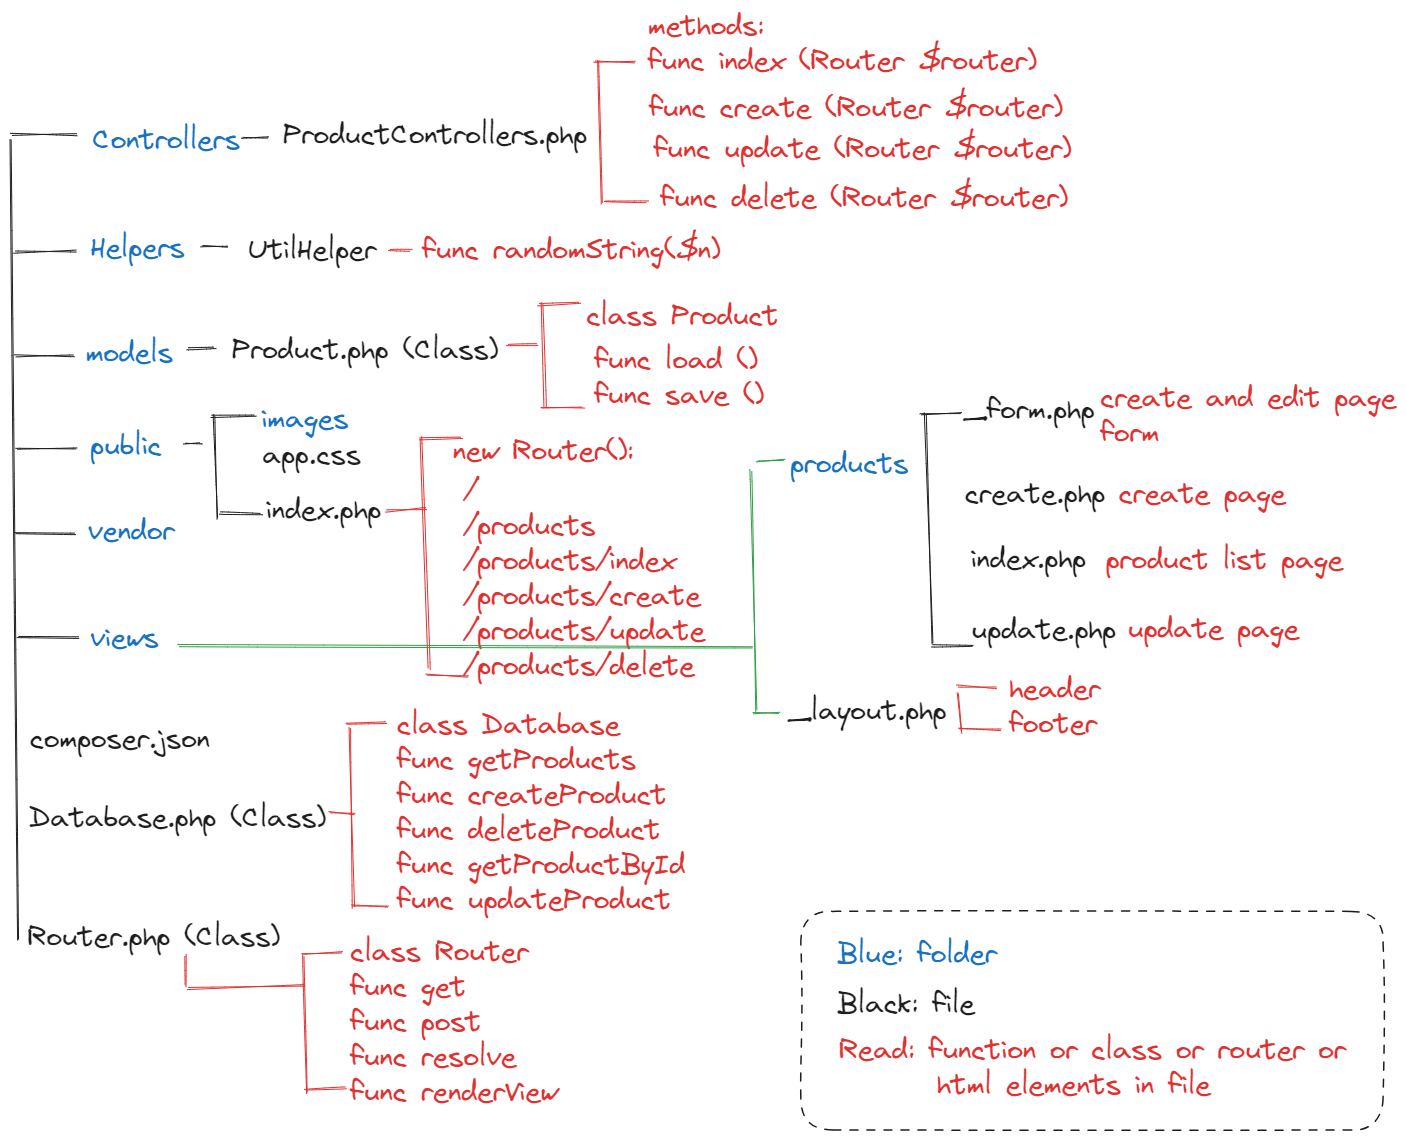 methods:
func index (Router $router)
func create (Router $router)
func update (Router $router)
func delete (Router $router)
Controllers
ProductControllers.php
Helpers
UtilHelper
func randomString($n)
models
Product.php (Class)
class Product
func load ()
func save ()
public
images
app.css
index.php
new Router():
/
/products
/products/index
/products/create
/products/update
/products/delete
vendor
views
products
_form.php
create and edit page
form
create.php
create page
index.php
product list page
update.php
update page
_layout.php
header
footer
composer.json
Database.php (Class)
class Database
func getProducts
func createProduct
func deleteProduct
func getProductById
func updateProduct
Router.php (Class)
class Router
func get
func post
func resolve
func renderView
Blue: folder
Black: file
Read: function or class or router or
html elements in file